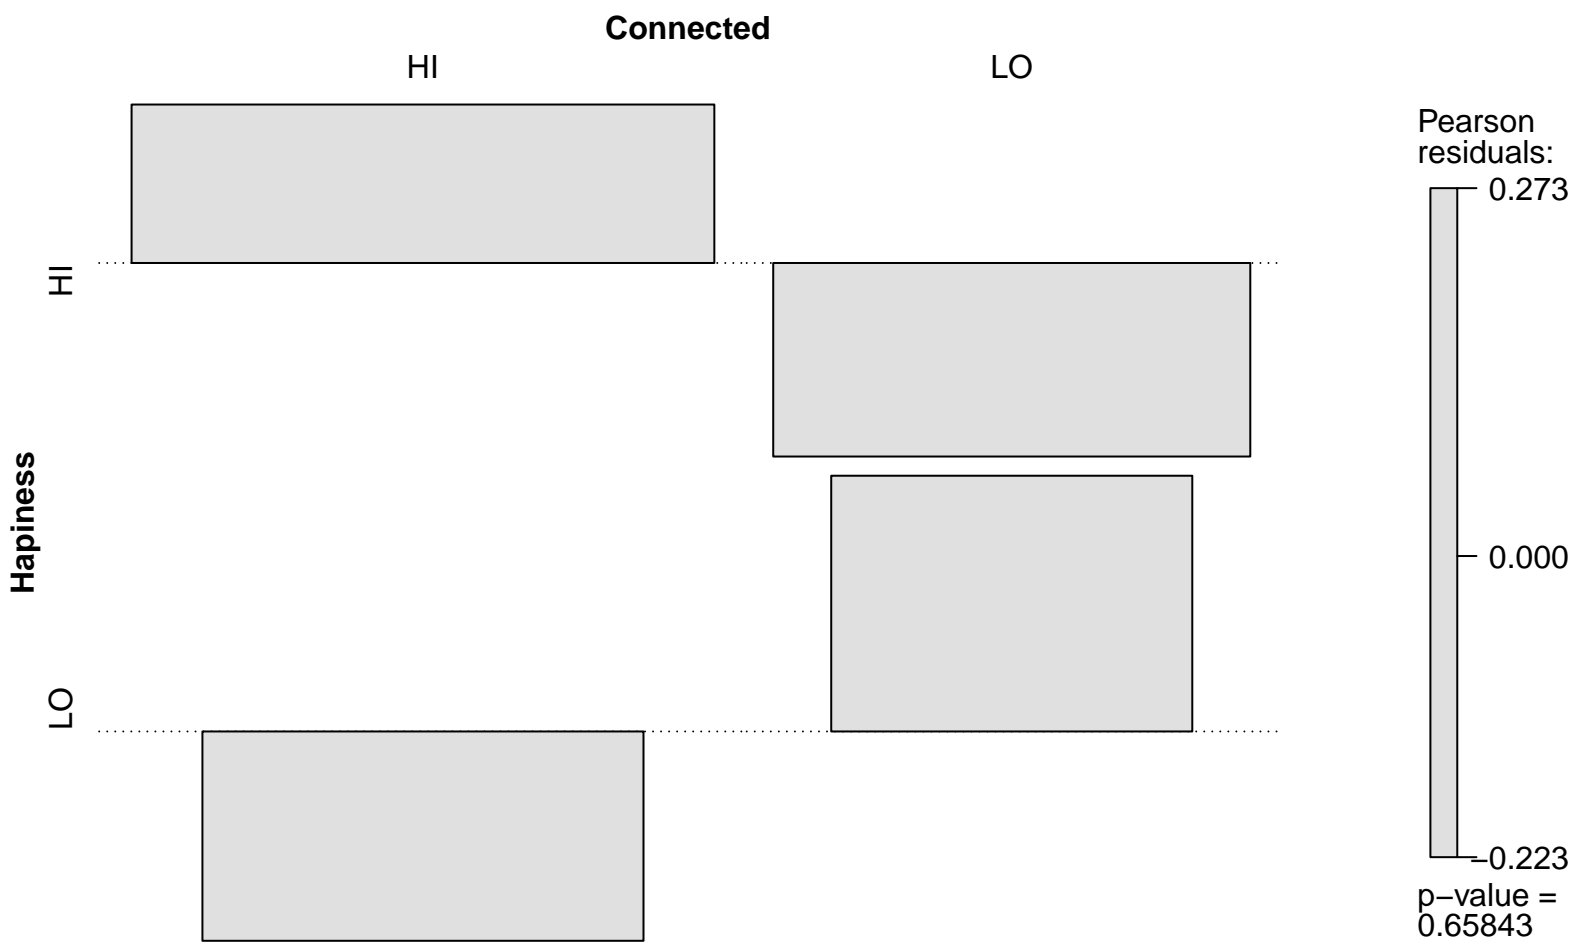 Connected
HI
LO
Hapiness
HI
LO
Pearson
residuals:
0.273
0.000
−0.223
p−value =
0.65843